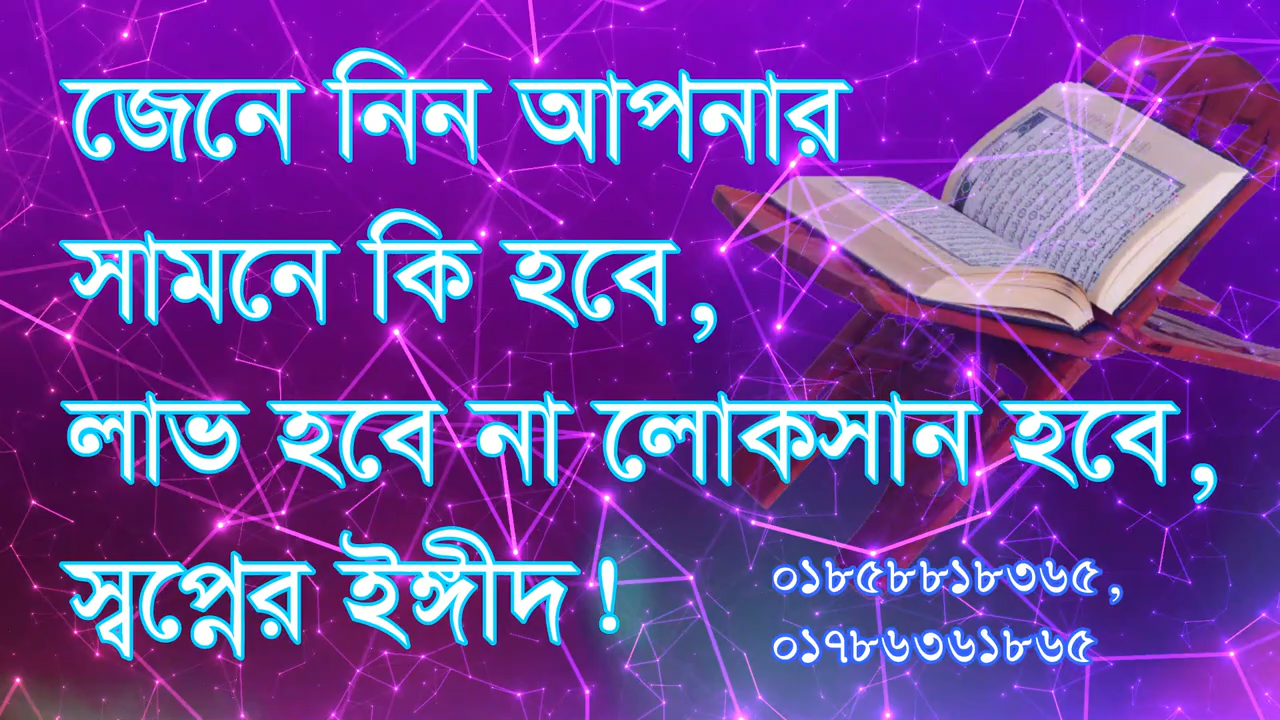 জেনে নিন আপনার
সামনে কি হবে,
লাভ হবে না লোকসান হবে,
স্বপ্নের ইঙ্গীদ!
০১৮৫৮৮১৮৩৬৫,
০১৭৮৬৩৬১৮৬৫